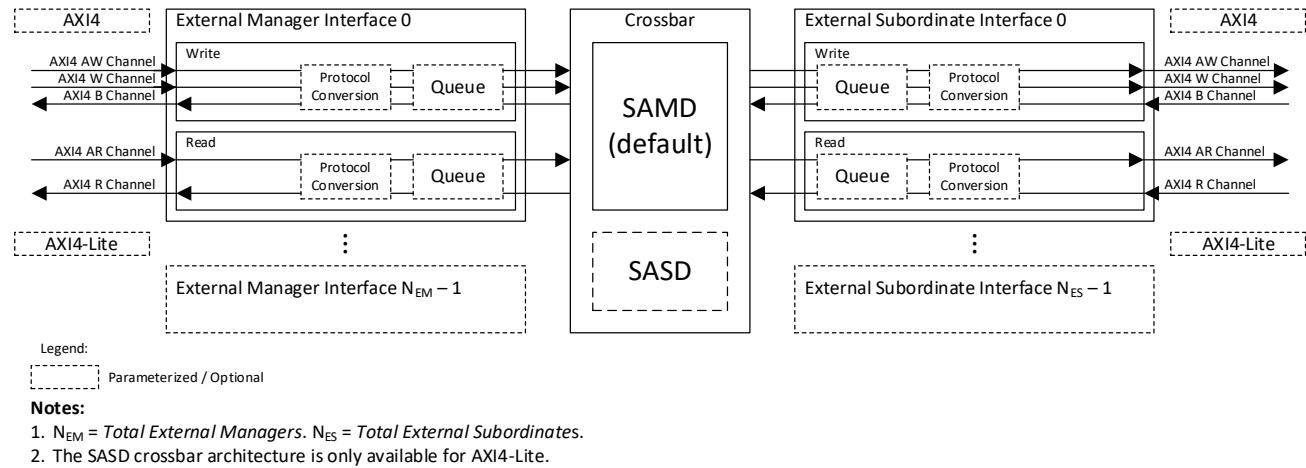 AXI4
External Manager Interface 0
Crossbar
External Subordinate Interface 0
AXI4
Write
AXI4 AW Channel
AXI4 W Channel
AXI4 B Channel
Protocol
Conversion
Queue
Read
AXI4 AR Channel
AXI4 R Channel
Protocol
Conversion
Queue
SAMD
(default)
SASD
Write
Queue
Protocol
Conversion
AXI4 AW Channel
AXI4 W Channel
AXI4 B Channel
Read
Queue
Protocol
Conversion
AXI4 AR Channel
AXI4 R Channel
AXI4-Lite
AXI4-Lite
External Manager Interface NEM – 1
External Subordinate Interface NES – 1
Legend:
Parameterized / Optional
Notes:
1. NEM = Total External Managers. NES = Total External Subordinates.
2. The SASD crossbar architecture is only available for AXI4-Lite.